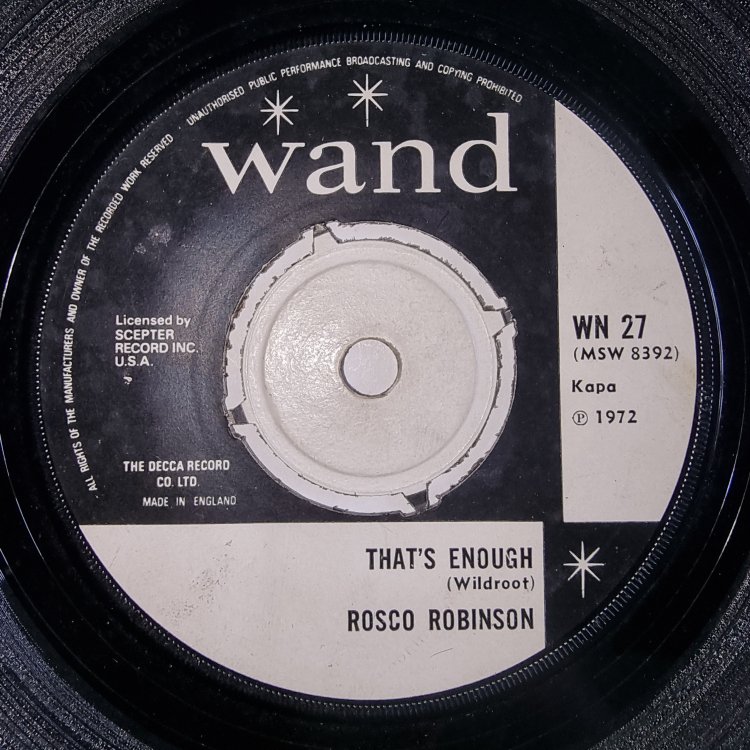 ALL RIGHTS OF THE MANUFACTURERS AND OWNER OF THE RECORDED WORK RESERVED UNAUTHORISED PUBLIC PERFORMANCE BROADCASTING AND COPYING PROHIBITED
wand
Licensed by
SCEPTER
RECORD INC.
U.S.A.
WN 27
(MSW 8392)
Kapa
℗ 1972
THE DECCA RECORD
CO. LTD.
MADE IN ENGLAND
THAT'S ENOUGH
(Wildroot)
ROSCO ROBINSON